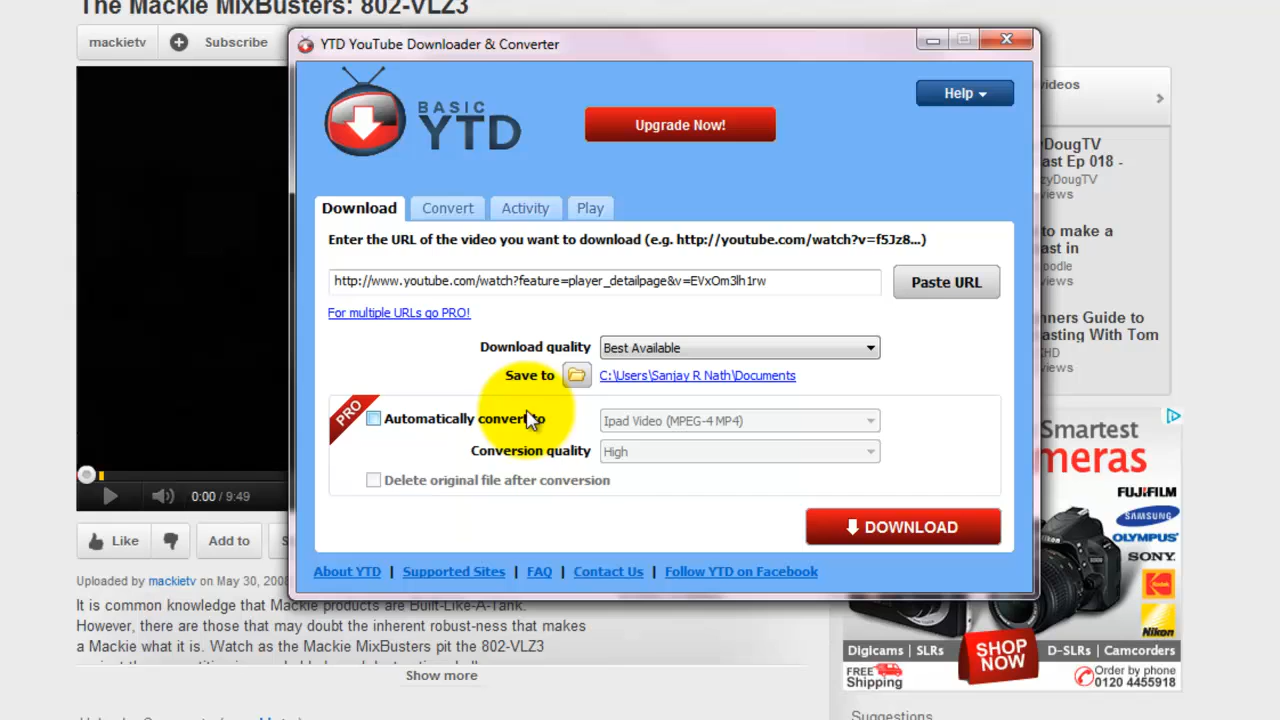 The Mackie MixBusters: 802-VLZ3
mackietv
Subscribe
YTD YouTube Downloader & Converter
BASIC
YTD
Upgrade Now!
Help
Download
Convert
Activity
Play
Enter the URL of the video you want to download (e.g. http://youtube.com/watch?v=f5Jz8...)
http://www.youtube.com/watch?feature=player_detailpage&v=EVxOm3lh1rw
Paste URL
For multiple URLs go PRO!
Download quality
Best Available
Save to
C:\Users\Sanjay R Nath\Documents
PRO
Automatically convert to
Ipad Video (MPEG-4 MP4)
Conversion quality
High
Delete original file after conversion
DOWNLOAD
About YTD | Supported Sites | FAQ | Contact Us | Follow YTD on Facebook
0:00 / 9:49
Like
Add to
Uploaded by mackietv on May 30, 2008
It is common knowledge that Mackie products are Built-Like-A-Tank.
However, there are those that may doubt the inherent robust-ness that makes
a Mackie what it is. Watch as the Mackie MixBusters pit the 802-VLZ3
Show more
ideos
yDougTV
ast Ep 018 -
zyDougTV
iews
to make a
ast in
oodle
iews
nners Guide to
asting With Tom
KHD
iews
Smartest
meras
FUJIFILM
SAMSUNG
OLYMPUS
SONY.
Kodak
Nikon
Digicams | SLRs
D-SLRs | Camcorders
SHOP
NOW
FREE
Shipping
Order by phone
0120 4455918
Suggestions